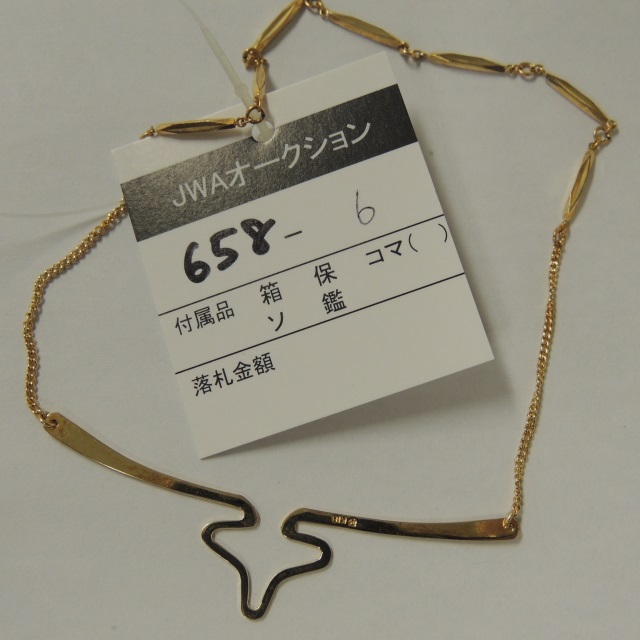 JWAオークション
658- 6
付属品 箱 保 コマ( )
ソ 鑑
落札金額